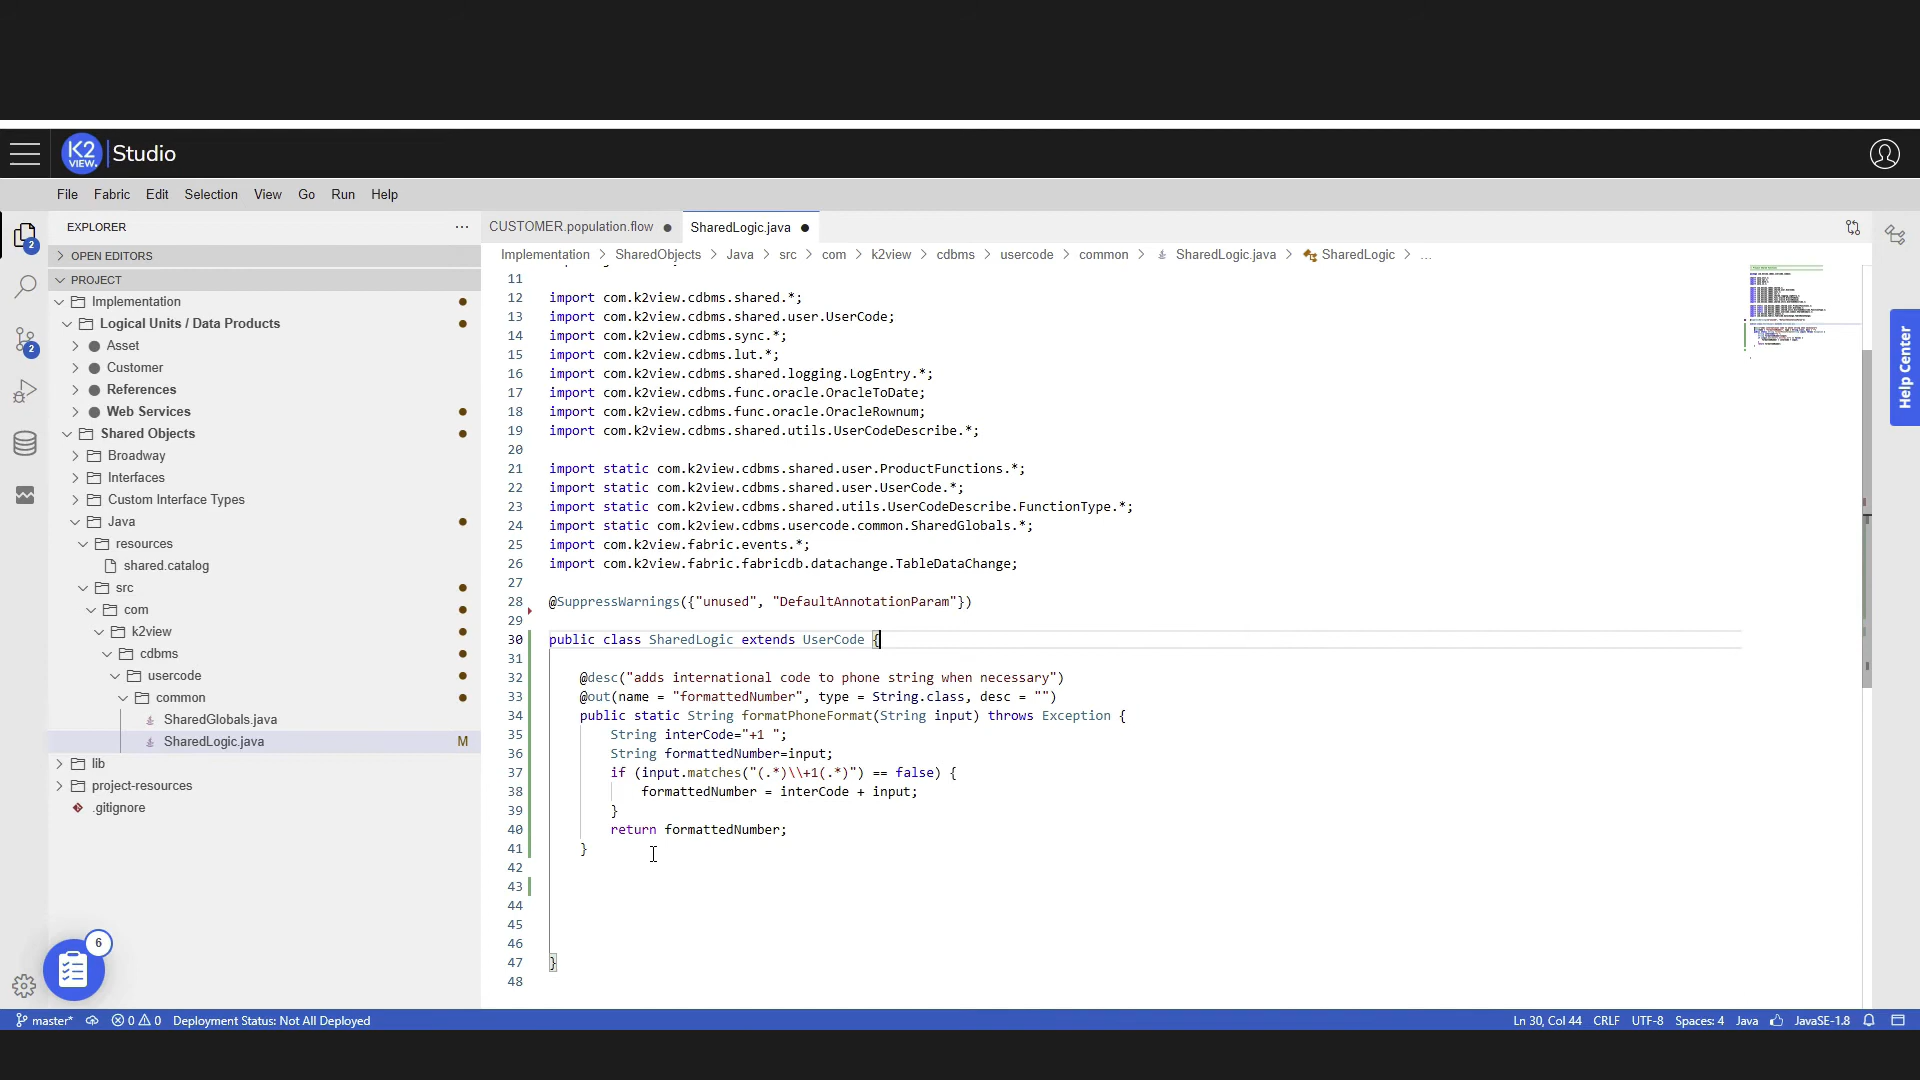 K2
VIEW.
Studio
File Fabric Edit Selection View Go Run Help
EXPLORER
2
OPEN EDITORS
PROJECT
Implementation
Logical Units / Data Products
2
Asset
Customer
References
Web Services
Shared Objects
Broadway
Interfaces
Custom Interface Types
Java
resources
shared.catalog
src
com
k2view
cdbms
usercode
common
SharedGlobals.java
SharedLogic.java M
lib
project-resources
.gitignore
6
CUSTOMER.population.flow ● SharedLogic.java ●
Implementation > SharedObjects > Java > src > com > k2view > cdbms > usercode > common > SharedLogic.java > SharedLogic > ...
11
12 import com.k2view.cdbms.shared.*;
13 import com.k2view.cdbms.shared.user.UserCode;
14 import com.k2view.cdbms.sync.*;
15 import com.k2view.cdbms.lut.*;
16 import com.k2view.cdbms.shared.logging.LogEntry.*;
17 import com.k2view.cdbms.func.oracle.OracleToDate;
18 import com.k2view.cdbms.func.oracle.OracleRownum;
19 import com.k2view.cdbms.shared.utils.UserCodeDescribe.*;
20
21 import static com.k2view.cdbms.shared.user.ProductFunctions.*;
22 import static com.k2view.cdbms.shared.user.UserCode.*;
23 import static com.k2view.cdbms.shared.utils.UserCodeDescribe.FunctionType.*;
24 import static com.k2view.cdbms.usercode.common.SharedGlobals.*;
25 import com.k2view.fabric.events.*;
26 import com.k2view.fabric.fabricdb.datachange.TableDataChange;
27
28 @SuppressWarnings({"unused", "DefaultAnnotationParam"})
29
30 public class SharedLogic extends UserCode {
31
32 @desc("adds international code to phone string when necessary")
33 @out(name = "formattedNumber", type = String.class, desc = "")
34 public static String formatPhoneFormat(String input) throws Exception {
35 String interCode="+1 ";
36 String formattedNumber=input;
37 if (input.matches("(.*)\\+1(.*)") == false) {
38 formattedNumber = interCode + input;
39 }
40 return formattedNumber;
41 }
42
43
44
45
46
47 }
48
Help Center
master* 0 0 Deployment Status: Not All Deployed Ln 30, Col 44 CRLF UTF-8 Spaces: 4 Java JavaSE-1.8